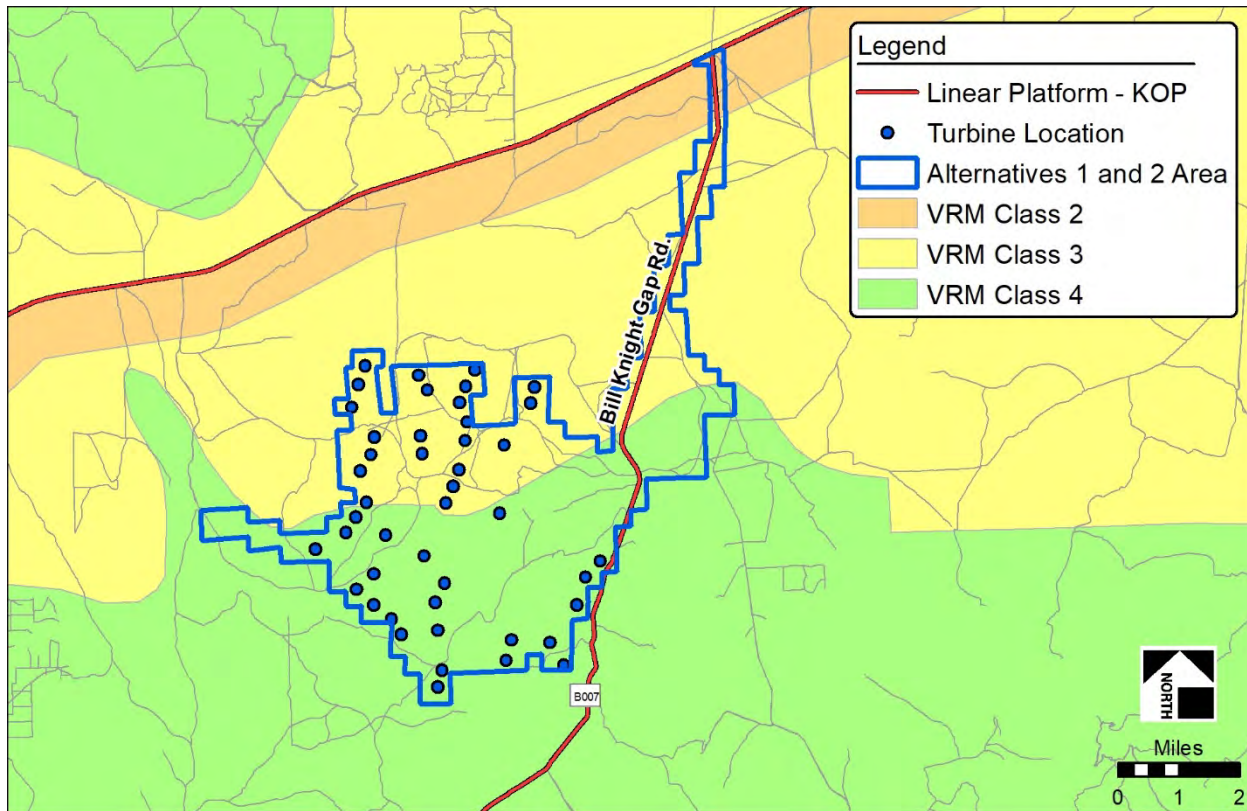 Legend
Linear Platform - KOP
Turbine Location
Alternatives 1 and 2 Area
VRM Class 2
VRM Class 3
VRM Class 4
Bill Knight Gap Rd.
B007
NORTH
Miles
0 1 2